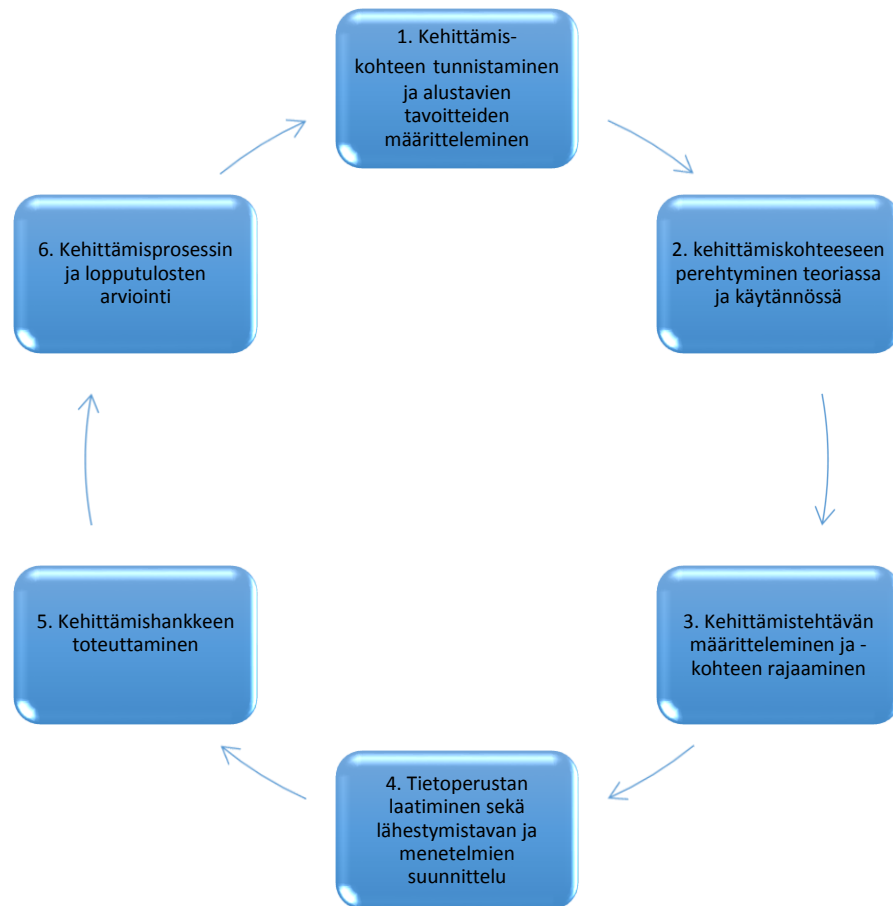 1. Kehittämis-
kohteen tunnistaminen
ja alustavien
tavoitteiden
määritteleminen
2. kehittämiskohteeseen
perehtyminen teoriassa
ja käytännössä
3. Kehittämistehtävän
määritteleminen ja -
kohteen rajaaminen
4. Tietoperustan
laatiminen sekä
lähestymistavan ja
menetelmien
suunnittelu
5. Kehittämishankkeen
toteuttaminen
6. Kehittämisprosessin
ja lopputulosten
arviointi